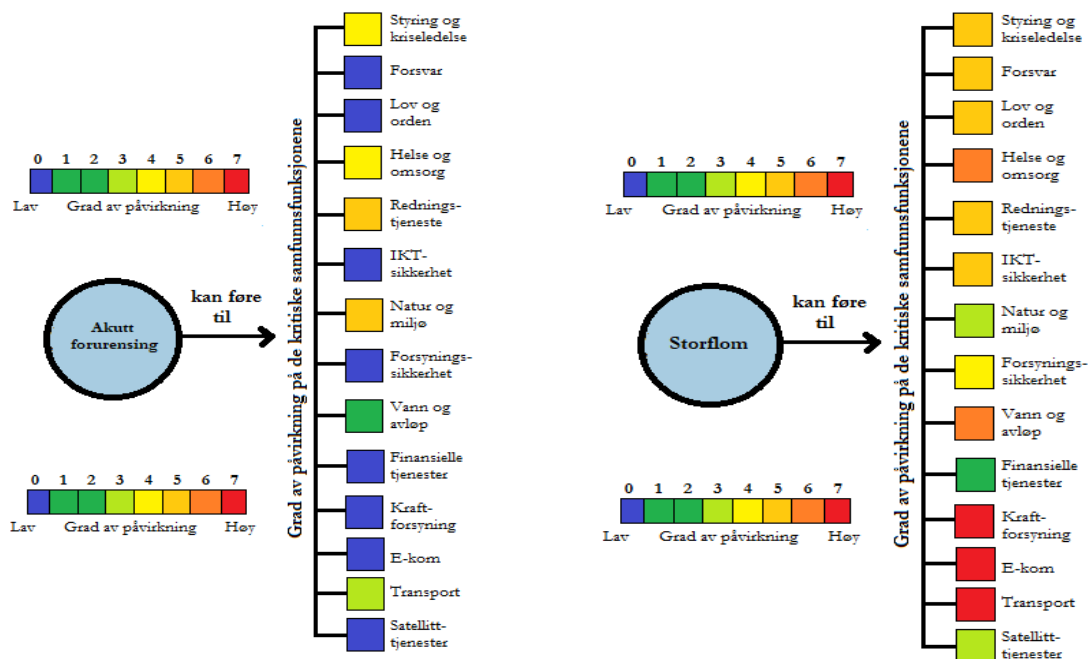 Styring og
kriseledelse
Forsvar
Lov og
orden
Helse og
omsorg
Rednings-
tjeneste
IKT-
sikkerhet
Natur og
miljø
Forsynings-
sikkerhet
Vann og
avløp
Finansielle
tjenester
Kraft-
forsyning
E-kom
Transport
Satellitt-
tjenester
Grad av påvirkning på de kritiske samfunnsfunksjonene
0 1 2 3 4 5 6 7
Lav Grad av påvirkning Høy
Akutt
forurensing
kan føre
til
0 1 2 3 4 5 6 7
Lav Grad av påvirkning Høy
Styring og
kriseledelse
Forsvar
Lov og
orden
Helse og
omsorg
Rednings-
tjeneste
IKT-
sikkerhet
Natur og
miljø
Forsynings-
sikkerhet
Vann og
avløp
Finansielle
tjenester
Kraft-
forsyning
E-kom
Transport
Satellitt-
tjenester
Grad av påvirkning på de kritiske samfunnsfunksjonene
0 1 2 3 4 5 6 7
Lav Grad av påvirkning Høy
Storflom
kan føre
til
0 1 2 3 4 5 6 7
Lav Grad av påvirkning Høy